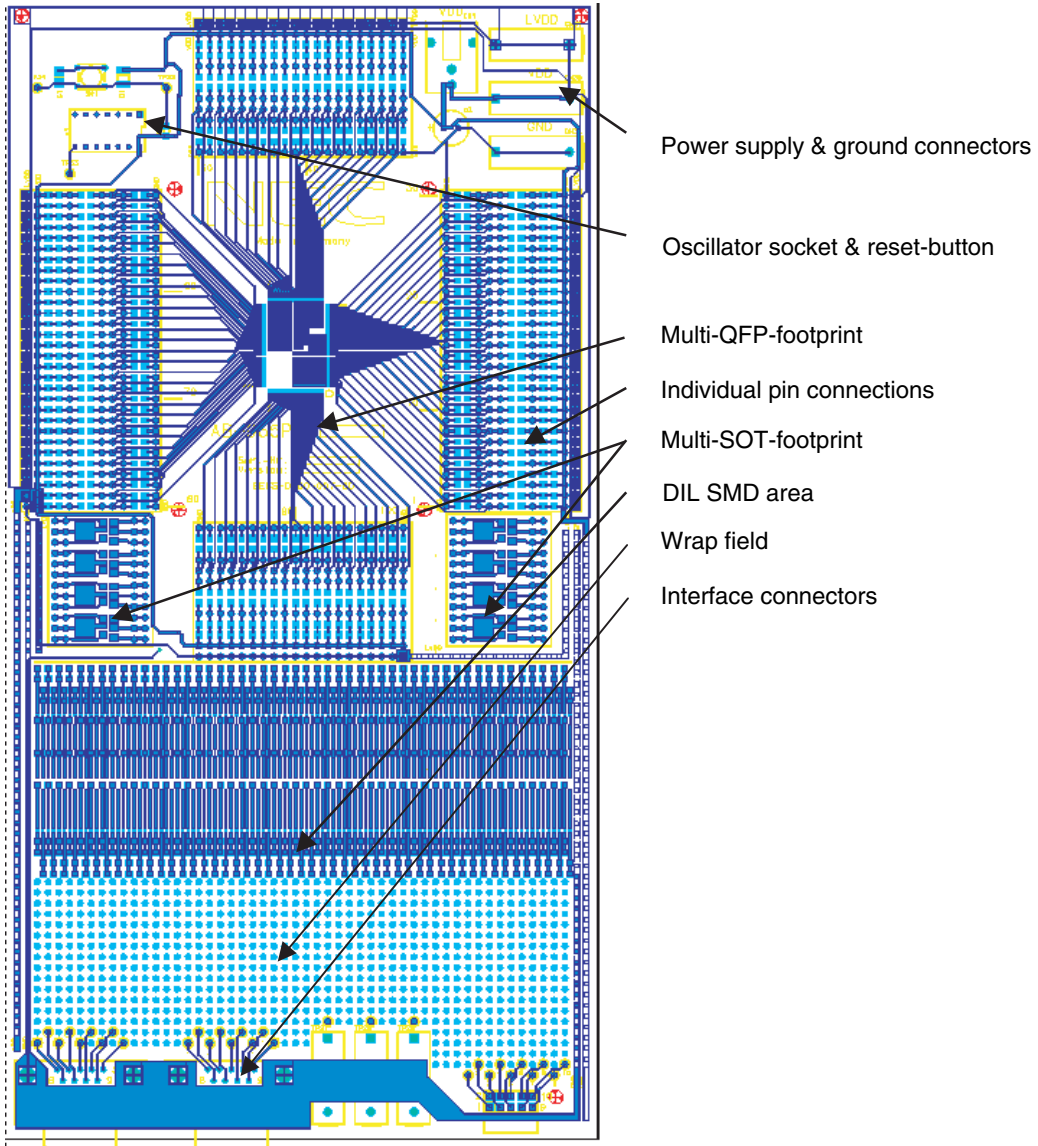 LVDD
VDD
VDD
GND
Power supply & ground connectors
Oscillator socket & reset-button
Multi-QFP-footprint
Individual pin connections
Multi-SOT-footprint
DIL SMD area
Wrap field
Interface connectors